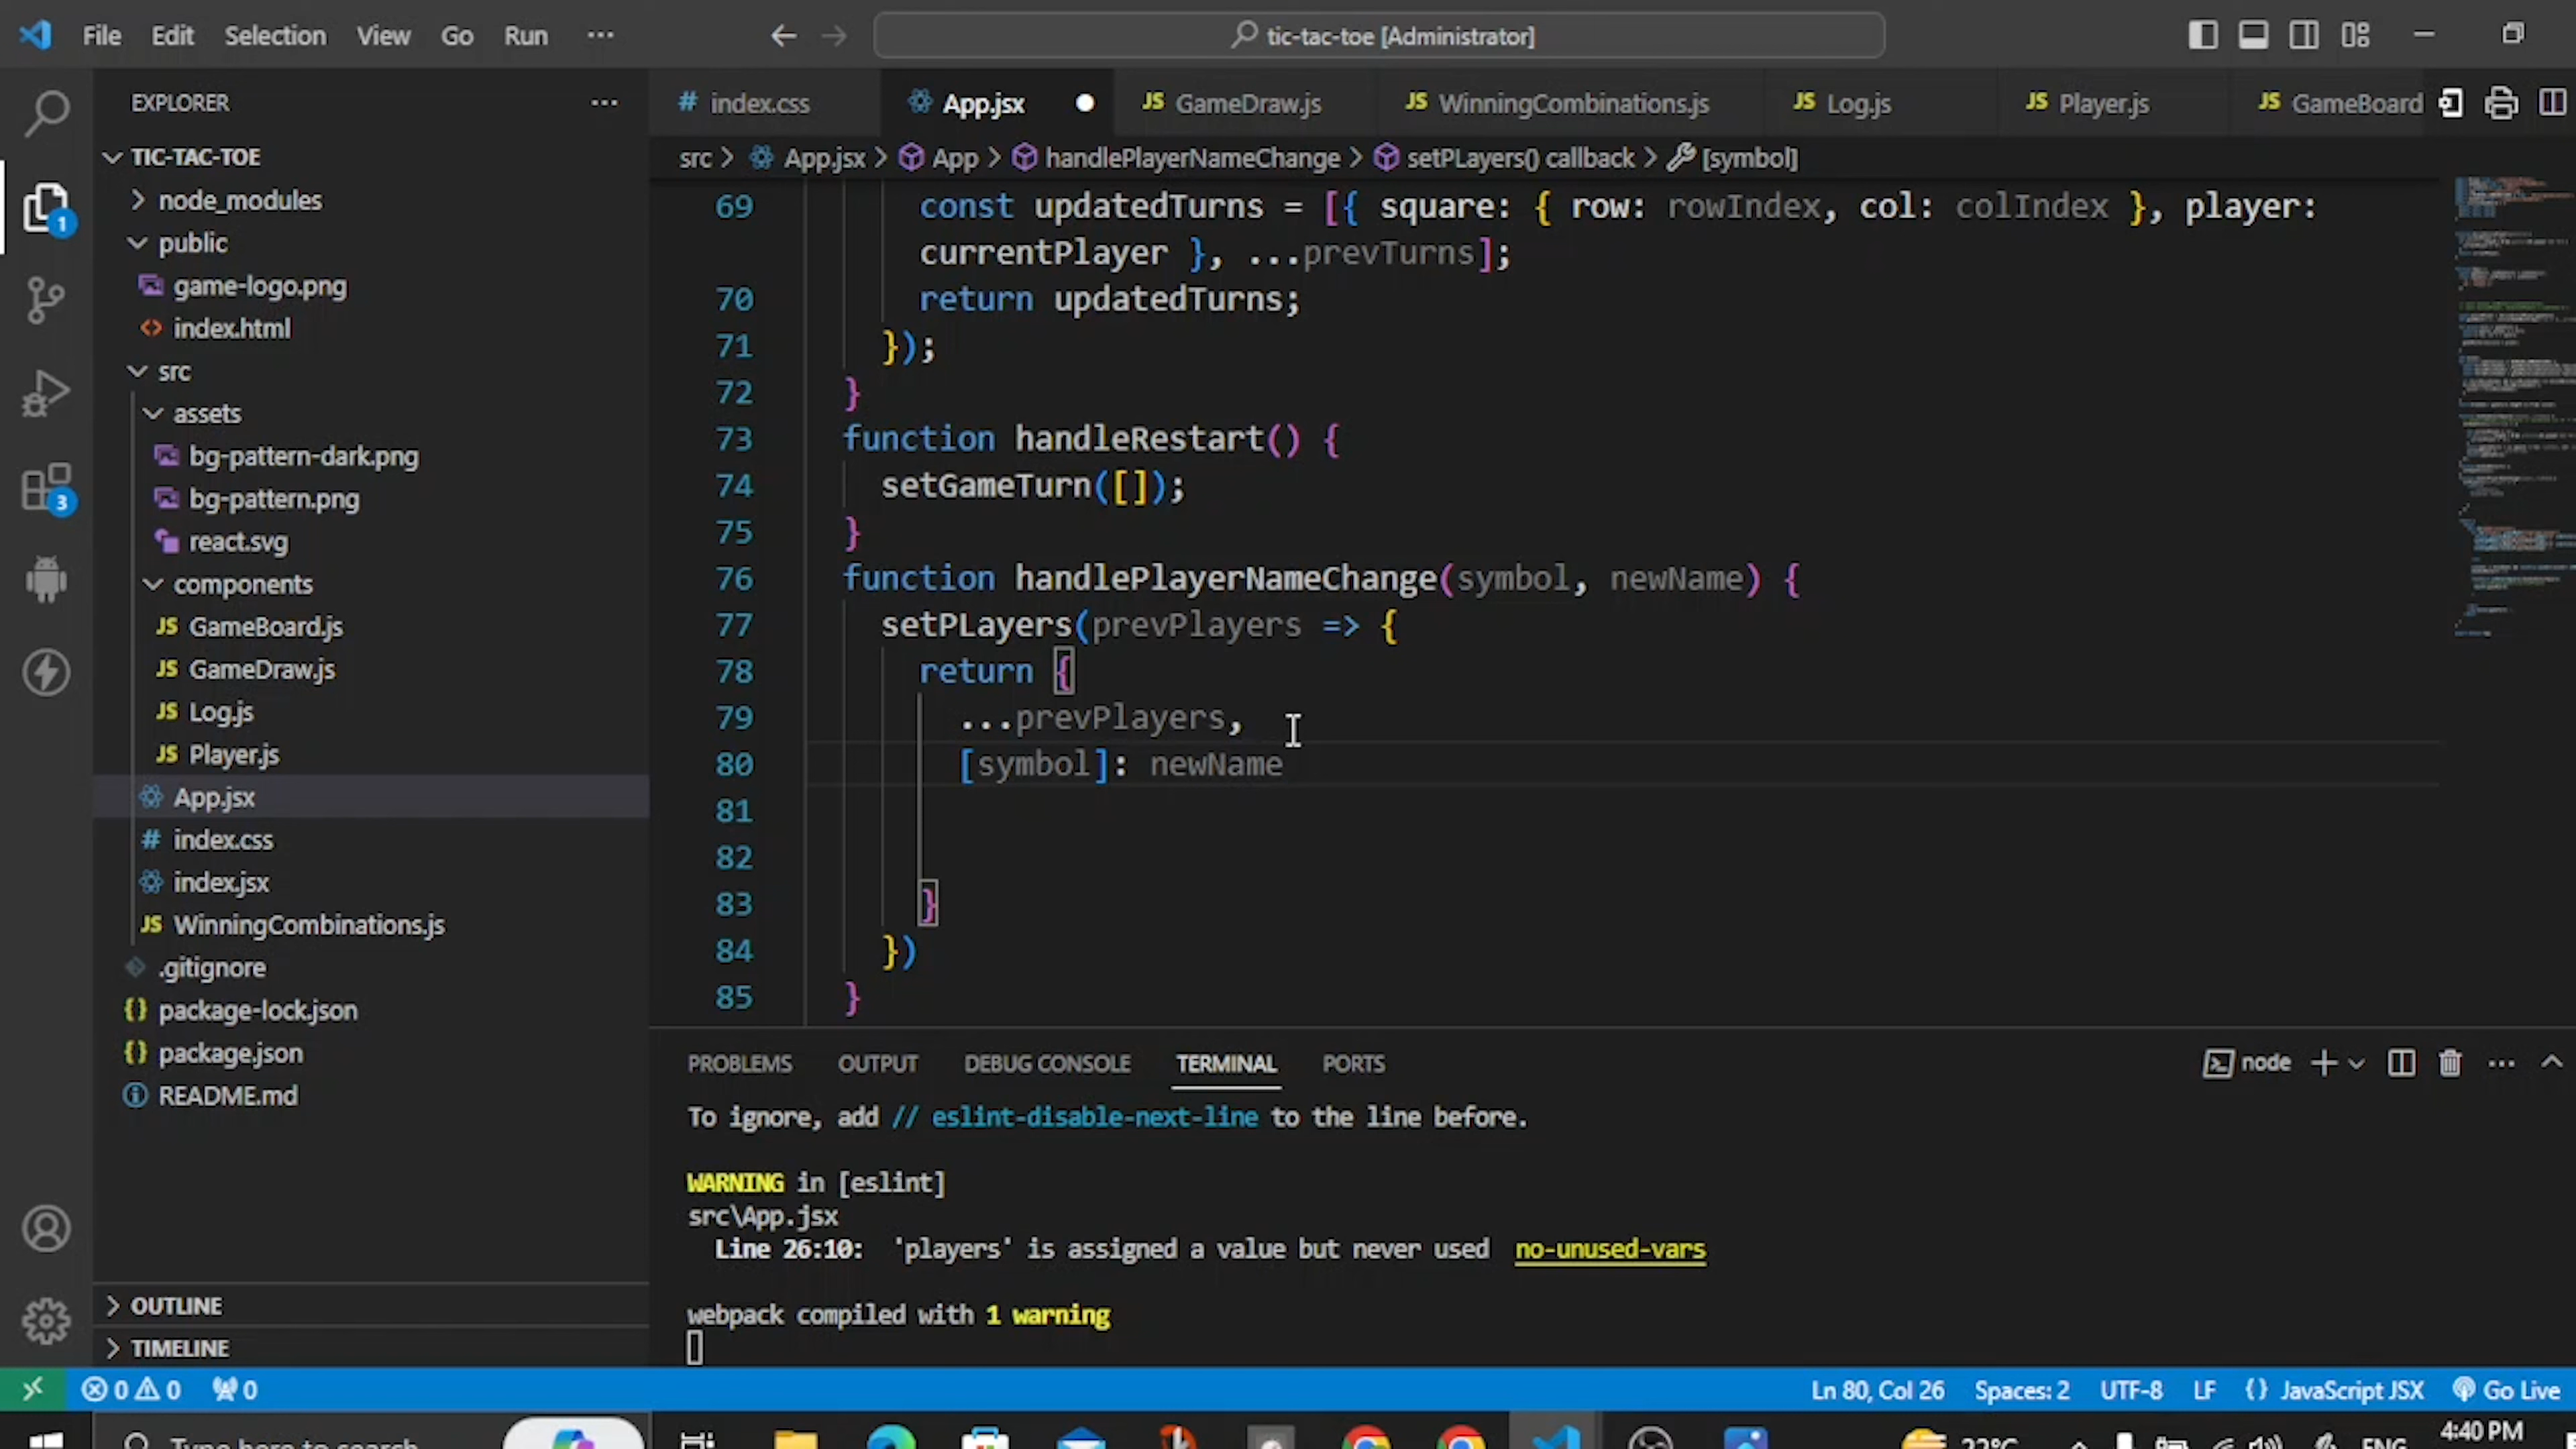 File Edit Selection View Go Run ···
tic-tac-toe [Administrator]
EXPLORER ···
index.css App.jsx GameDraw.js WinningCombinations.js Log.js Player.js GameBoard
src > App.jsx > App > handlePlayerNameChange > setPLayers() callback > [symbol]
TIC-TAC-TOE
node_modules
public
game-logo.png
index.html
src
assets
bg-pattern-dark.png
bg-pattern.png
react.svg
components
GameBoard.js
GameDraw.js
Log.js
Player.js
App.jsx
index.css
index.jsx
WinningCombinations.js
.gitignore
package-lock.json
package.json
README.md
OUTLINE
TIMELINE
1
3
69 const updatedTurns = [{ square: { row: rowIndex, col: colIndex }, player:
currentPlayer }, ...prevTurns];
70 return updatedTurns;
71 });
72 }
73 function handleRestart() {
74 setGameTurn([]);
75 }
76 function handlePlayerNameChange(symbol, newName) {
77 setPLayers(prevPlayers => {
78 return {
79 ...prevPlayers,
80 [symbol]: newName
81
82
83 }
84 })
85 }
PROBLEMS OUTPUT DEBUG CONSOLE TERMINAL PORTS
node
To ignore, add // eslint-disable-next-line to the line before.
WARNING in [eslint]
src\App.jsx
Line 26:10: 'players' is assigned a value but never used no-unused-vars
webpack compiled with 1 warning
0 0 0
Ln 80, Col 26 Spaces: 2 UTF-8 LF {} JavaScript JSX Go Live
Type here to search
22°C
ENG
4:40 PM